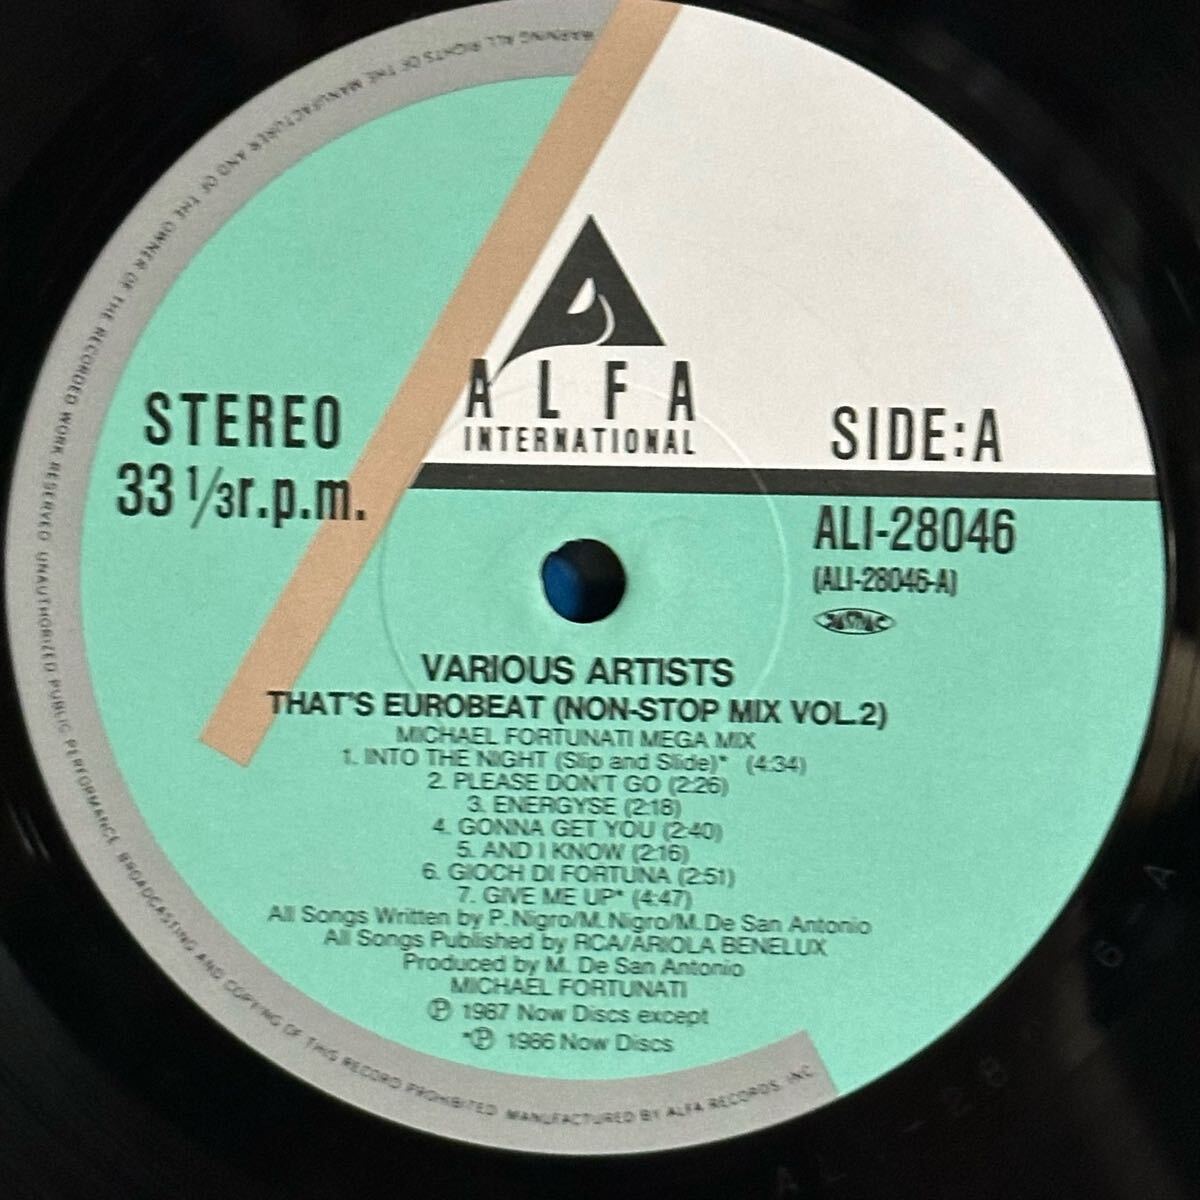 WARNING ALL RIGHTS OF THE MANUFACTURER AND OF THE OWNER OF THE RECORDED WORK RESERVED UNAUTHORIZED PUBLIC PERFORMANCE, BROADCASTING AND COPYING OF THIS RECORD PROHIBITED MANUFACTURED BY ALFA RECORDS, INC.
ALFA
INTERNATIONAL
STEREO
33 1/3 r.p.m.
SIDE:A
ALI-28046
(ALI-28046-A)
VARIOUS ARTISTS
THAT'S EUROBEAT (NON-STOP MIX VOL.2)
MICHAEL FORTUNATI MEGA MIX
1. INTO THE NIGHT (Slip and Slide)* (4:34)
2. PLEASE DON'T GO (2:26)
3. ENERGYSE (2:18)
4. GONNA GET YOU (2:40)
5. AND I KNOW (2:16)
6. GIOCH DI FORTUNA (2:51)
7. GIVE ME UP* (4:47)
All Songs Written by P. Nigro/M. Nigro/M. De San Antonio
All Songs Published by RCA/ARIOLA BENELUX
Produced by M. De San Antonio
MICHAEL FORTUNATI
Ⓟ 1987 Now Discs except
*Ⓟ 1986 Now Discs